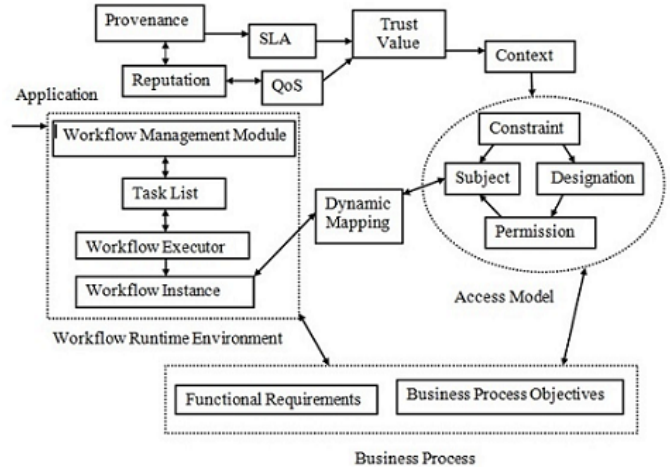 Provenance
SLA
Trust
Value
Context
Reputation
QoS
Application
Workflow Management Module
Constraint
Task List
Subject
Designation
Dynamic
Mapping
Workflow Executor
Permission
Workflow Instance
Access Model
Workflow Runtime Environment
Functional Requirements
Business Process Objectives
Business Process